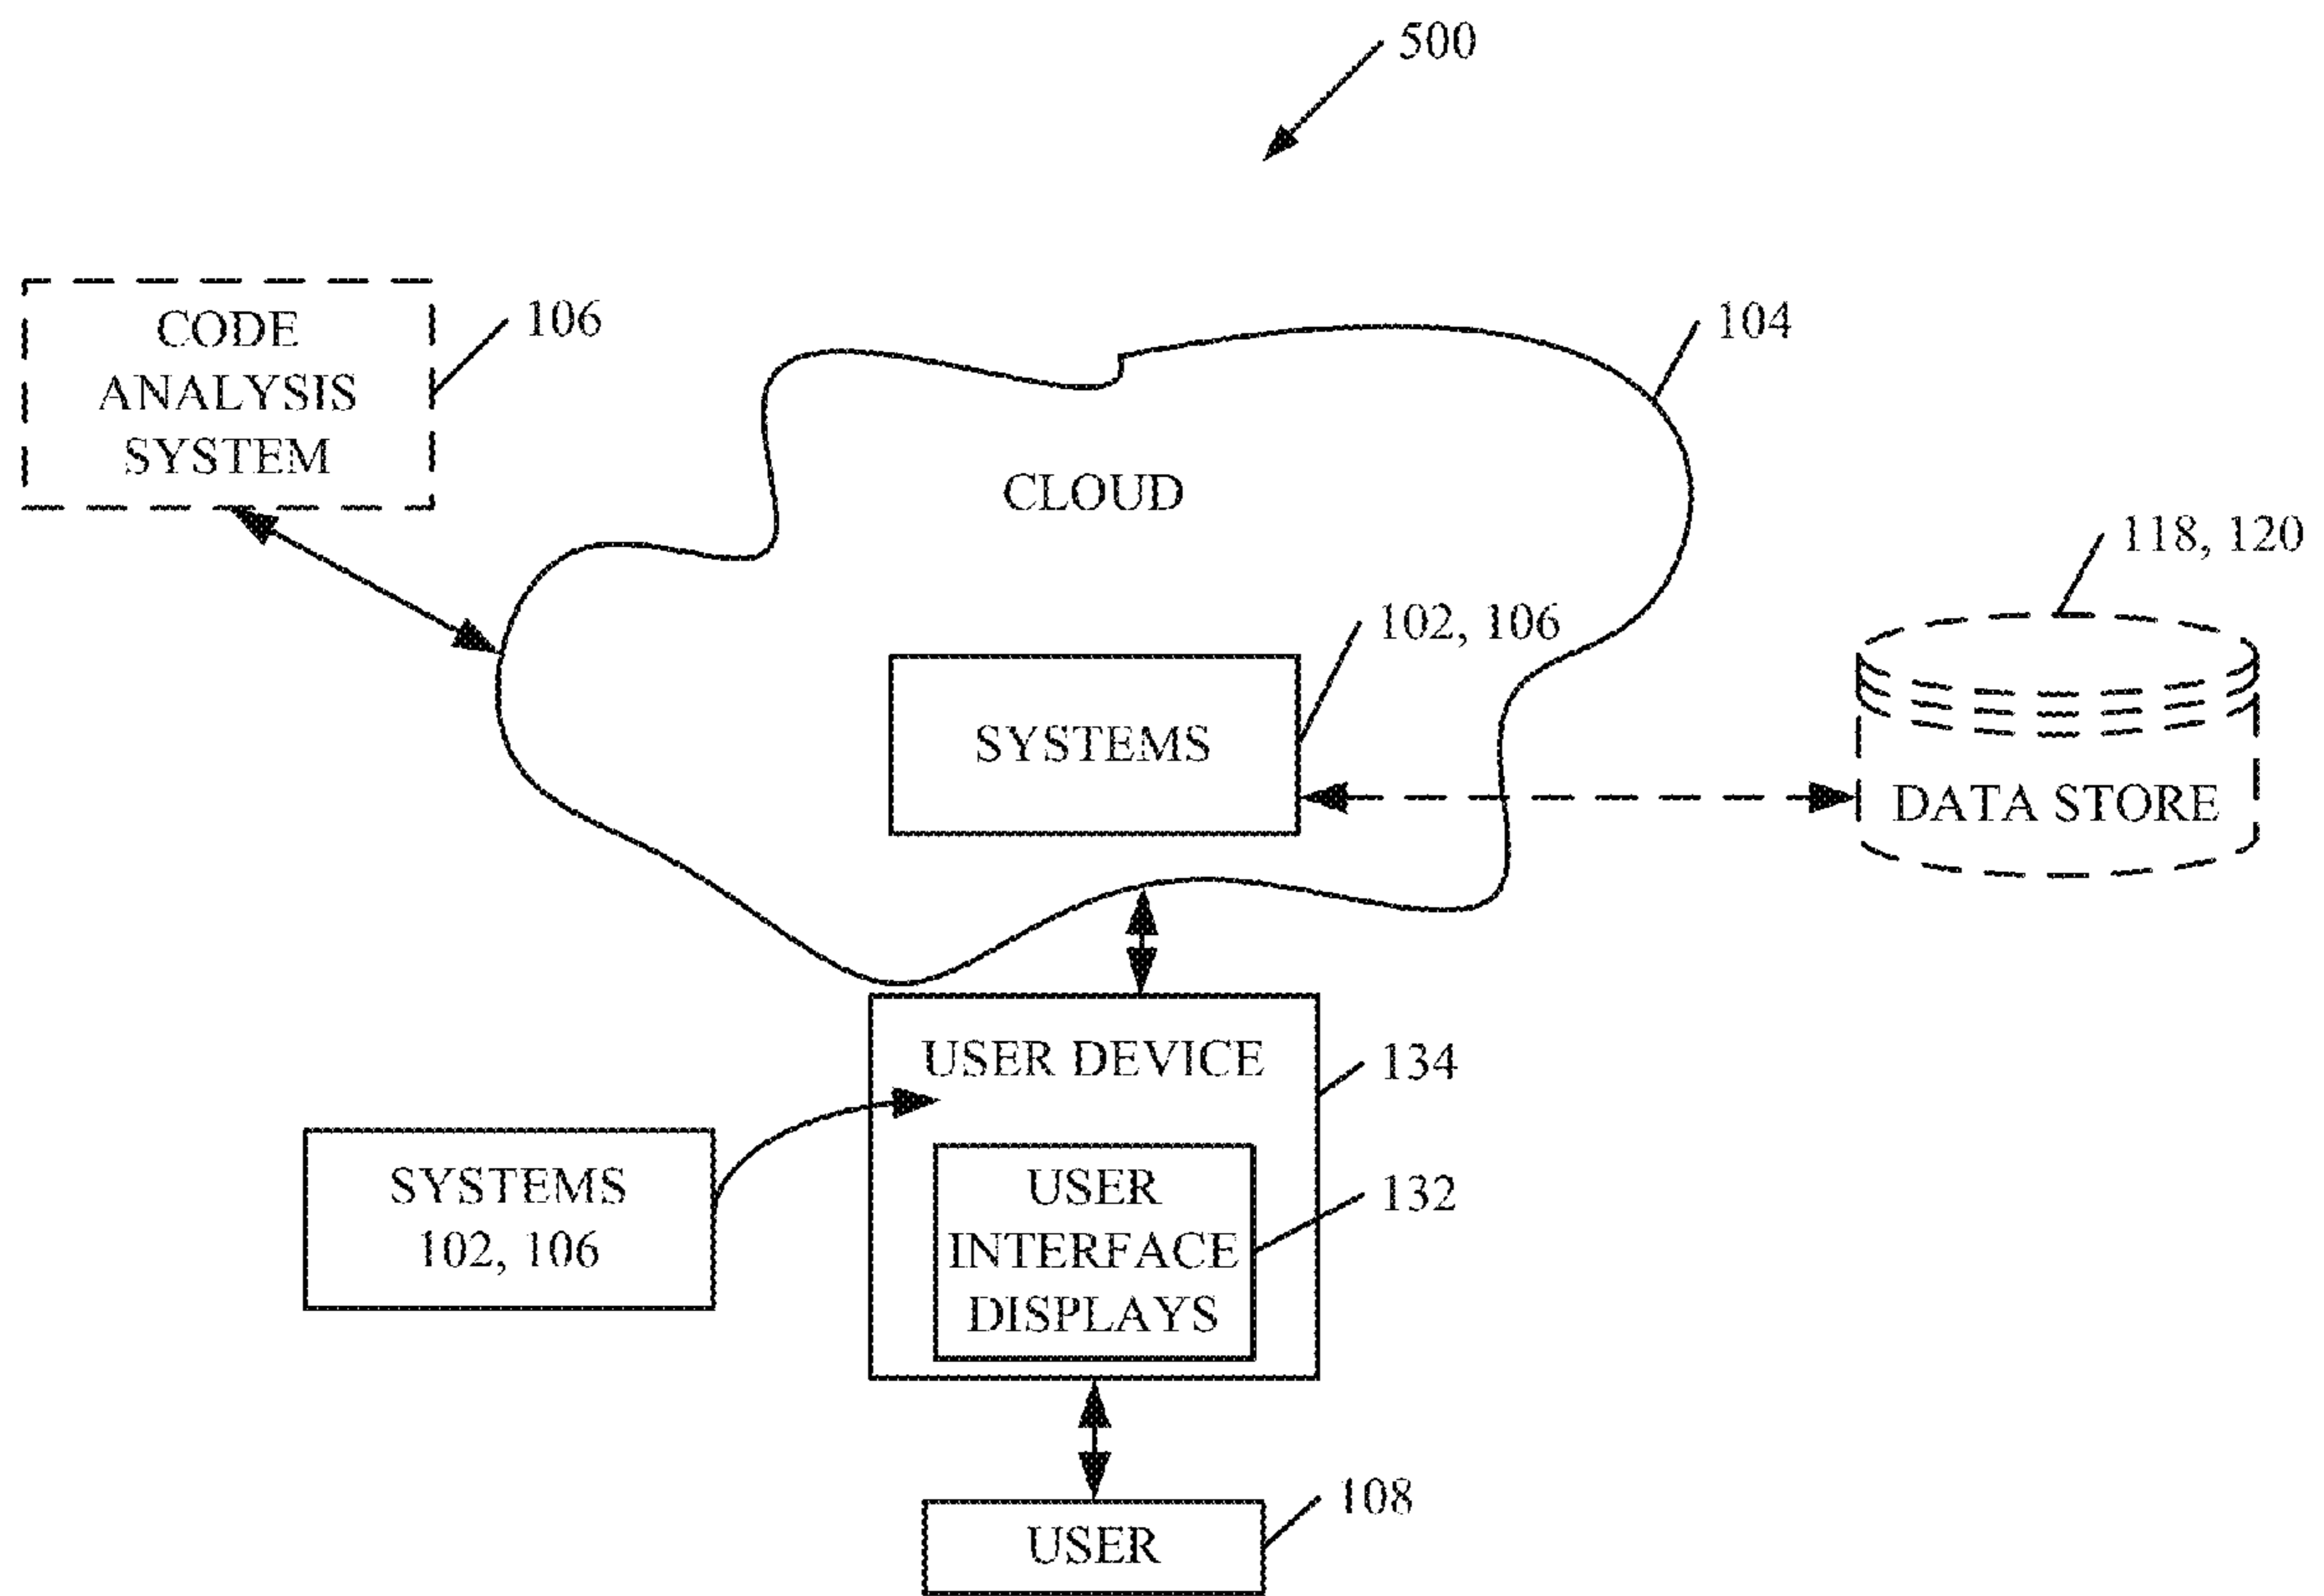 500
CODE
ANALYSIS
SYSTEM
106
104
CLOUD
118, 120
102, 106
SYSTEMS
DATA STORE
USER DEVICE
134
SYSTEMS
102, 106
USER
INTERFACE
DISPLAYS
132
108
USER